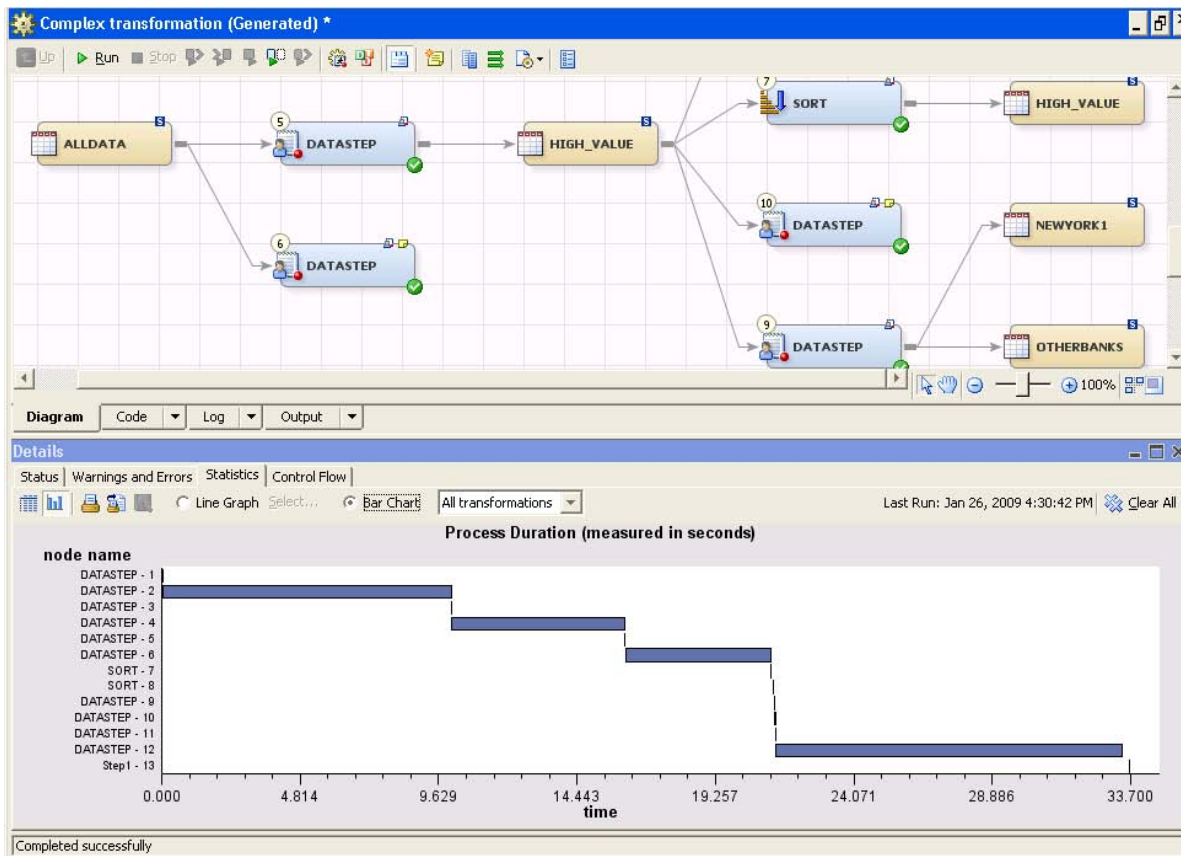 Complex transformation (Generated) *
Up Run Stop
7
SORT
HIGH_VALUE
ALLDATA
5
DATASTEP
HIGH_VALUE
10
DATASTEP
NEWYORK1
6
DATASTEP
9
DATASTEP
OTHERBANKS
100%
Diagram Code Log Output
Details
Status Warnings and Errors Statistics Control Flow
Line Graph Select... Bar Chart All transformations Last Run: Jan 26, 2009 4:30:42 PM Clear All
Process Duration (measured in seconds)
node name
DATASTEP - 1
DATASTEP - 2
DATASTEP - 3
DATASTEP - 4
DATASTEP - 5
DATASTEP - 6
SORT - 7
SORT - 8
DATASTEP - 9
DATASTEP - 10
DATASTEP - 11
DATASTEP - 12
Step1 - 13
0.000 4.814 9.629 14.443 19.257 24.071 28.886 33.700
time
Completed successfully